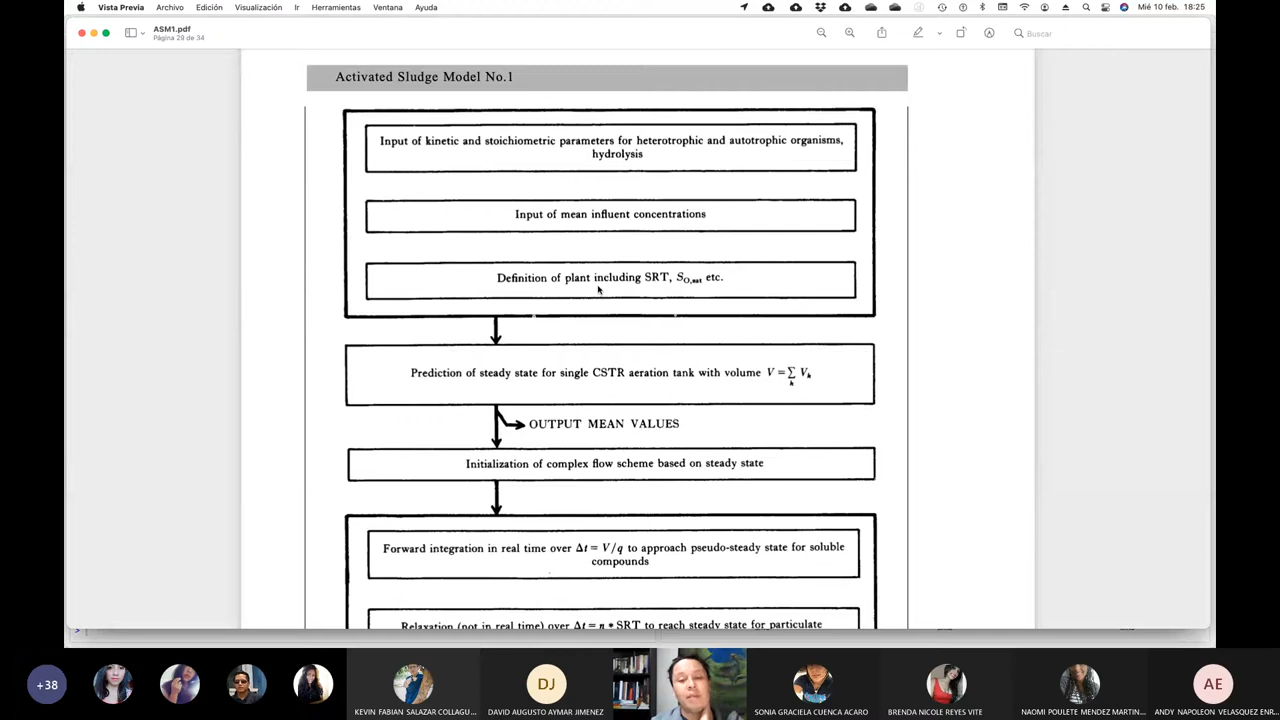 Vista Previa Archivo Edición Visualización Ir Herramientas Ventana Ayuda
Mié 10 feb. 18:25
ASM1.pdf
Página 29 de 34
Buscar
Activated Sludge Model No.1
Input of kinetic and stoichiometric parameters for heterotrophic and autotrophic organisms,
hydrolysis
Input of mean influent concentrations
Definition of plant including SRT, S_O,sat etc.
Prediction of steady state for single CSTR aeration tank with volume V = ∑ V_k
k
OUTPUT MEAN VALUES
Initialization of complex flow scheme based on steady state
Forward integration in real time over Δt = V/q to approach pseudo-steady state for soluble
compounds
Relaxation (not in real time) over Δt = n * SRT to reach steady state for particulate
+38
KEVIN FABIAN SALAZAR COLLAGU...
DJ
DAVID AUGUSTO AYMAR JIMENEZ
SONIA GRACIELA CUENCA ACARO
BRENDA NICOLE REYES VITE
NAOMI POULETE MENDEZ MARTIN...
AE
ANDY NAPOLEON VELASQUEZ ENR...